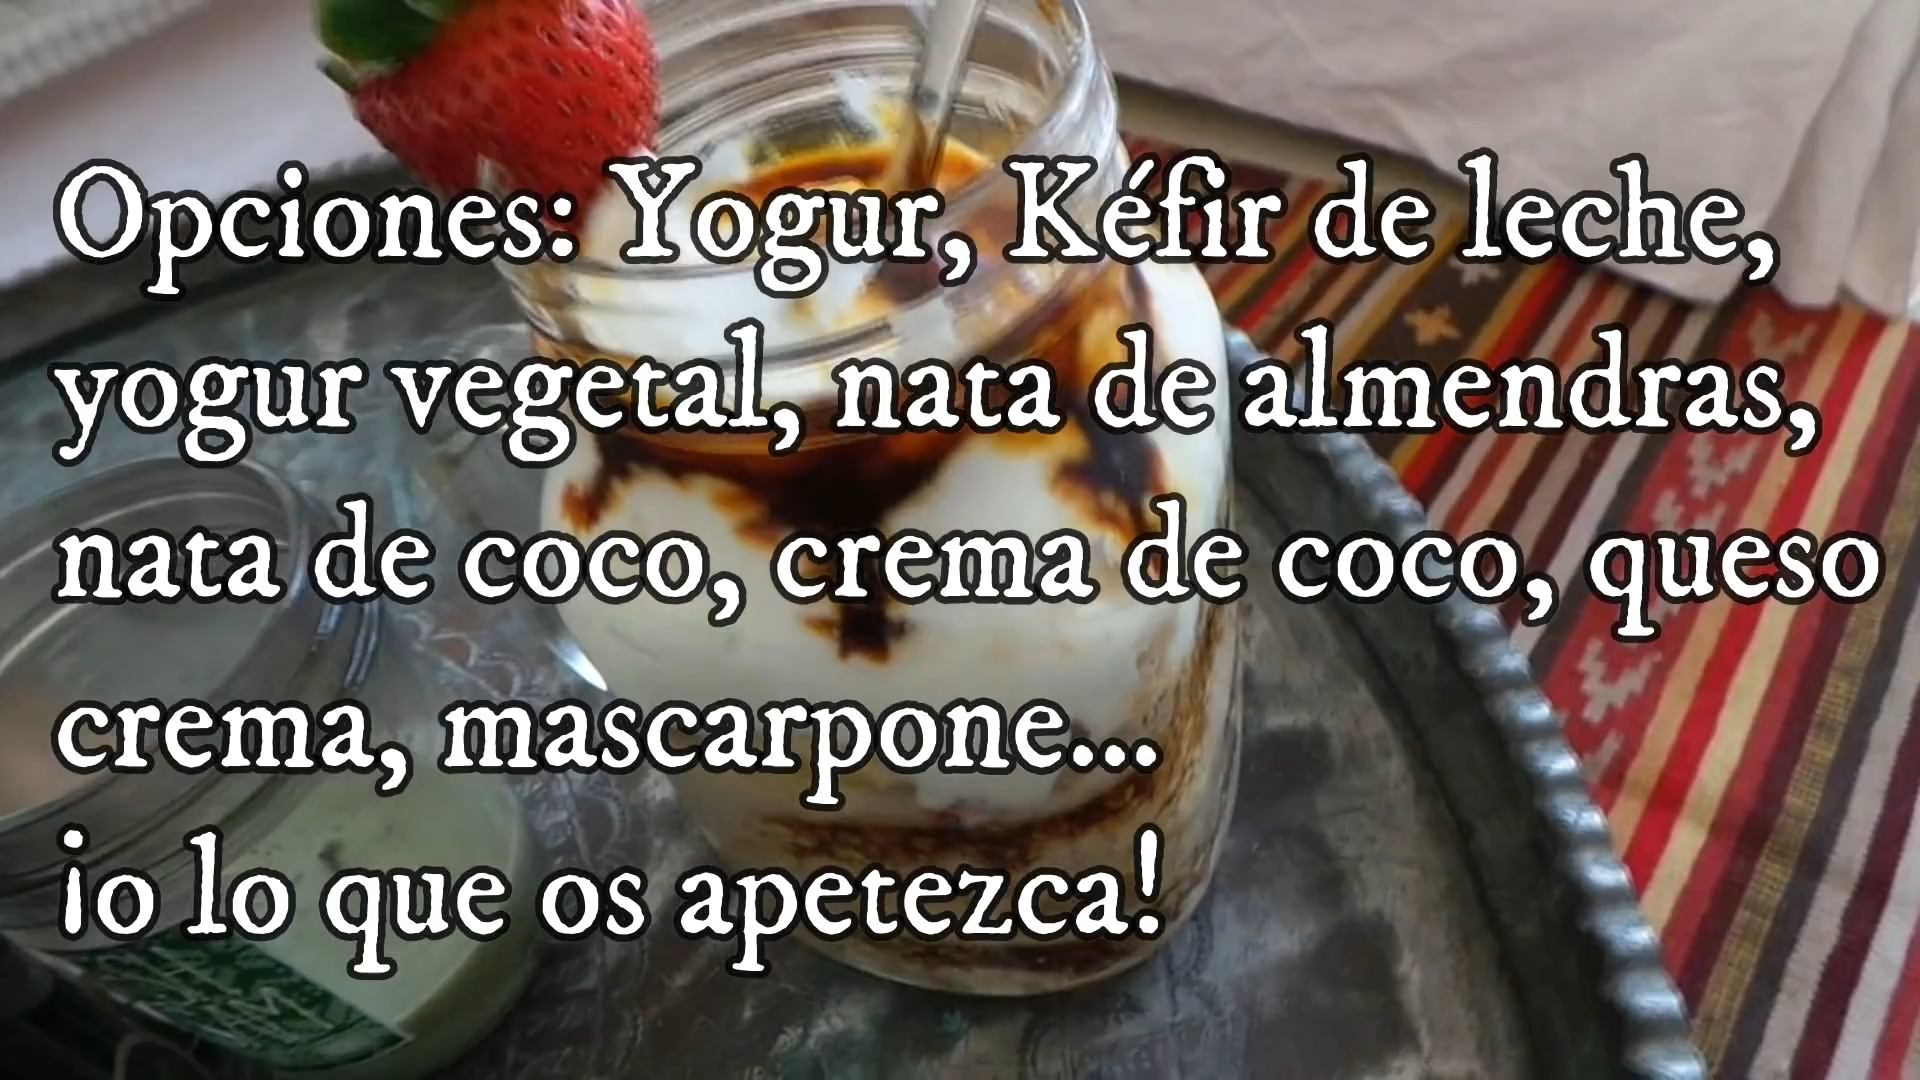 Opciones: Yogur, Kéfir de leche,
yogur vegetal, nata de almendras,
nata de coco, crema de coco, queso
crema, mascarpone...
¡o lo que os apetezca!